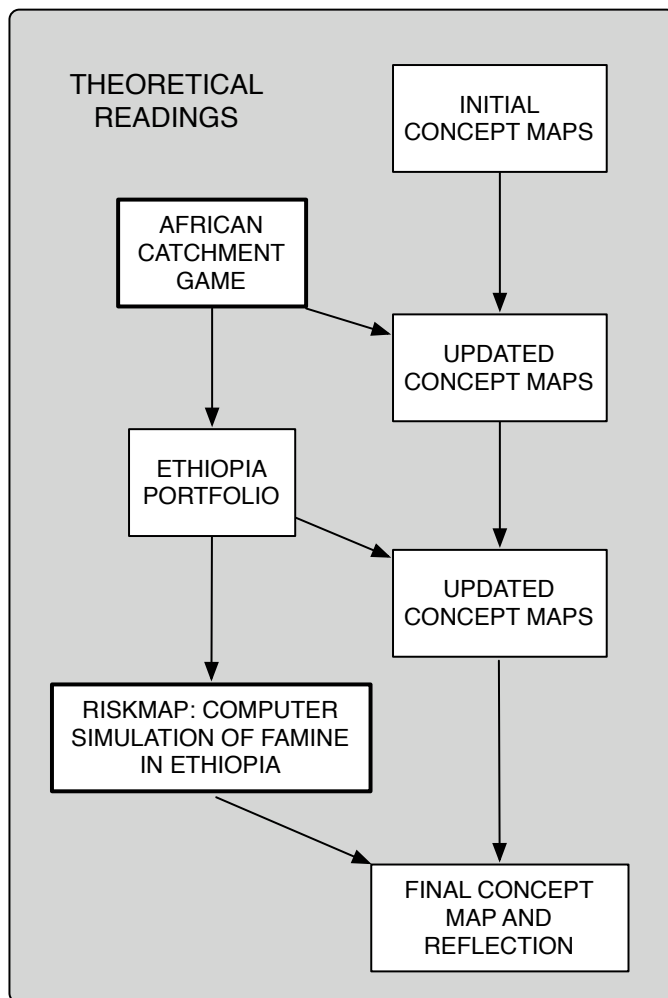 THEORETICAL
READINGS
INITIAL
CONCEPT MAPS
AFRICAN
CATCHMENT
GAME
UPDATED
CONCEPT MAPS
ETHIOPIA
PORTFOLIO
UPDATED
CONCEPT MAPS
RISKMAP: COMPUTER
SIMULATION OF FAMINE
IN ETHIOPIA
FINAL CONCEPT
MAP AND
REFLECTION